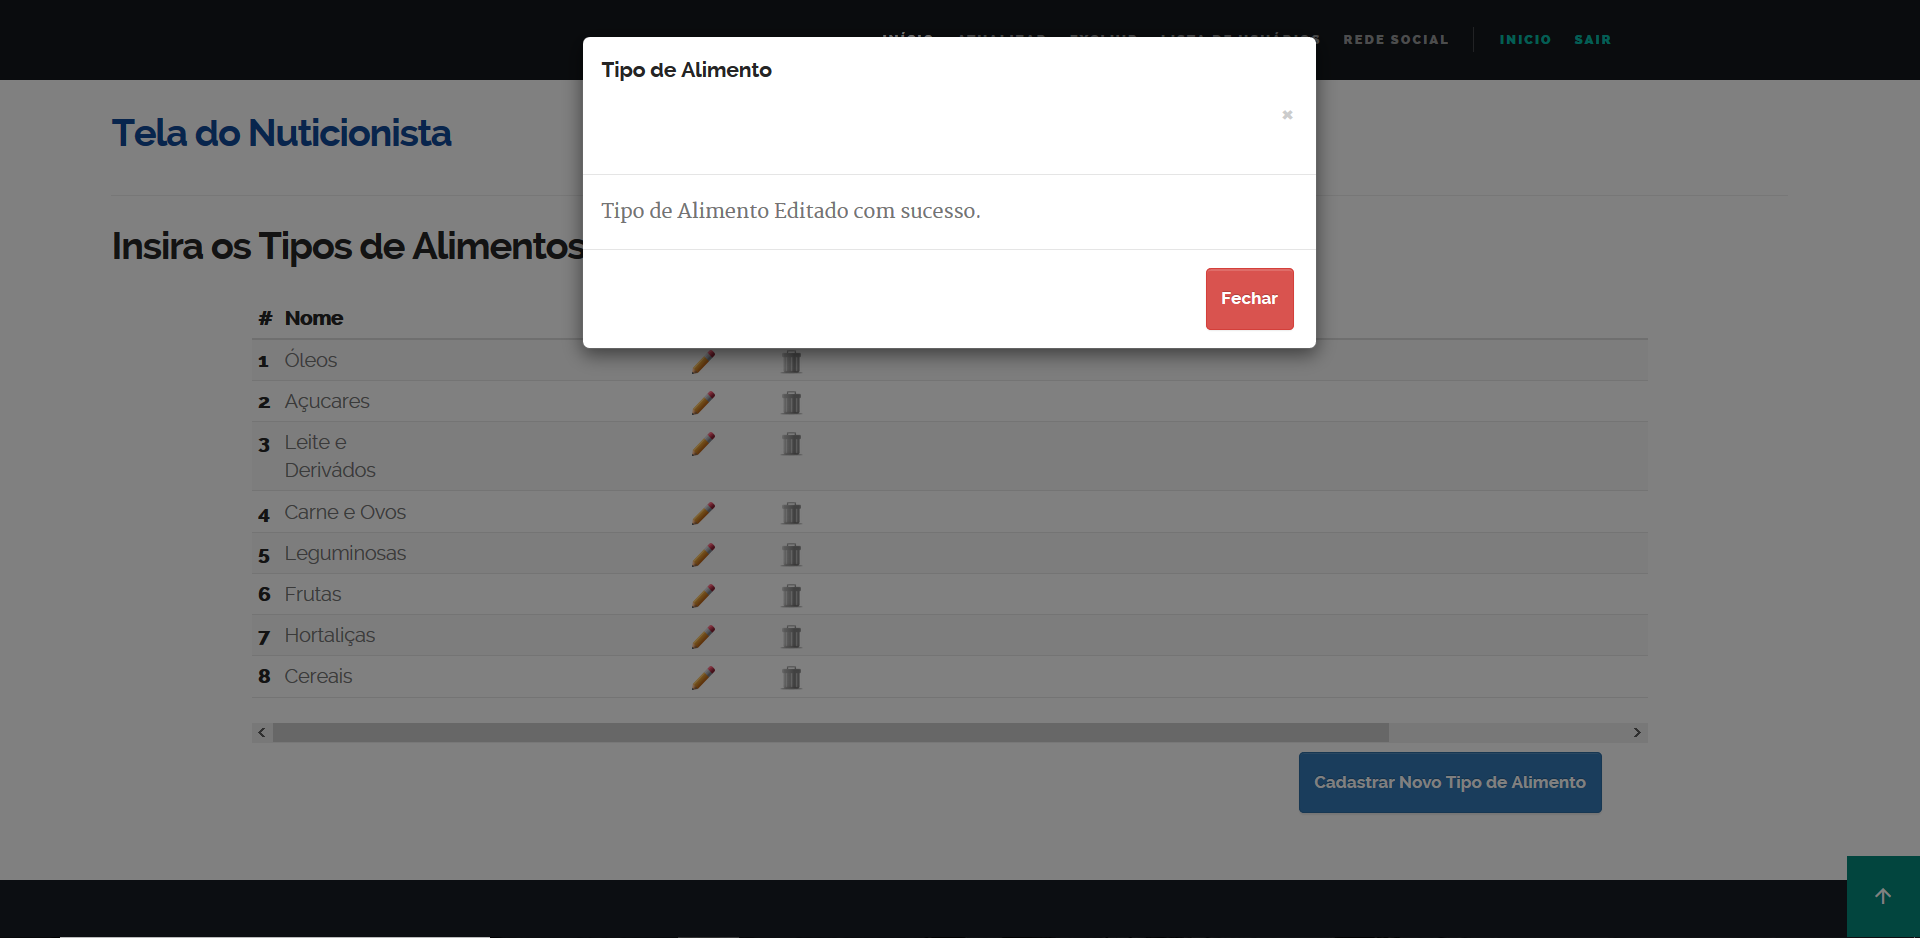 REDE SOCIAL INICIO SAIR
Tipo de Alimento
×
Tela do Nuticionista
Tipo de Alimento Editado com sucesso.
Insira os Tipos de Alimentos
Fechar
# Nome
1 Óleos
2 Açucares
3 Leite e
Derivádos
4 Carne e Ovos
5 Leguminosas
6 Frutas
7 Hortaliças
8 Cereais
Cadastrar Novo Tipo de Alimento